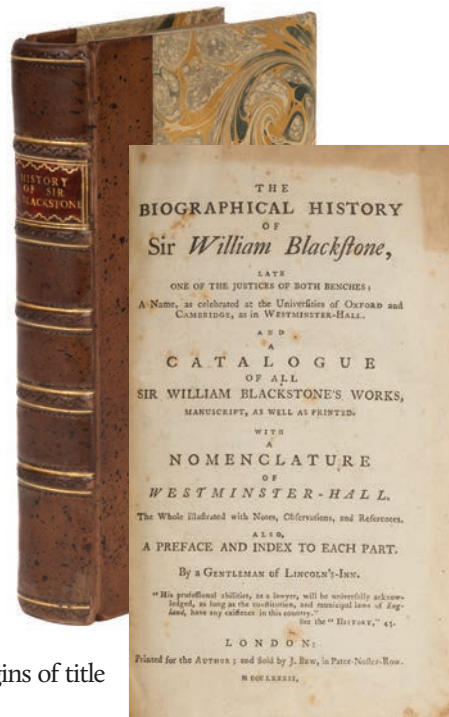 HISTORY
OF SIR
BLACKSTONE
THE
BIOGRAPHICAL HISTORY
OF
Sir William Blackſtone,
LATE
ONE OF THE JUSTICES OF BOTH BENCHES;
A Name, as celebrated at the Univerſities of OXFORD and
CAMBRIDGE, as in WESTMINSTER-HALL.
AND
A
CATALOGUE
OF ALL
SIR WILLIAM BLACKSTONE'S WORKS,
MANUSCRIPT, AS WELL AS PRINTED.
WITH
A
NOMENCLATURE
OF
WESTMINSTER-HALL.
The Whole illuſtrated with Notes, Obſervations, and References.
ALSO,
A PREFACE AND INDEX TO EACH PART.
By a GENTLEMAN of LINCOLN'S-INN.
"His profeſſional abilities, as a lawyer, will be univerſally acknow-
ledged, as long as the conſtitution, and municipal laws of Eng-
land, have any exiſtence in this country."
See the "HISTORY," 45.
LONDON:
Printed for the AUTHOR; and Sold by J. BEW, in Pater-Noſter-Row.
M DCC LXXXII.
gins of title